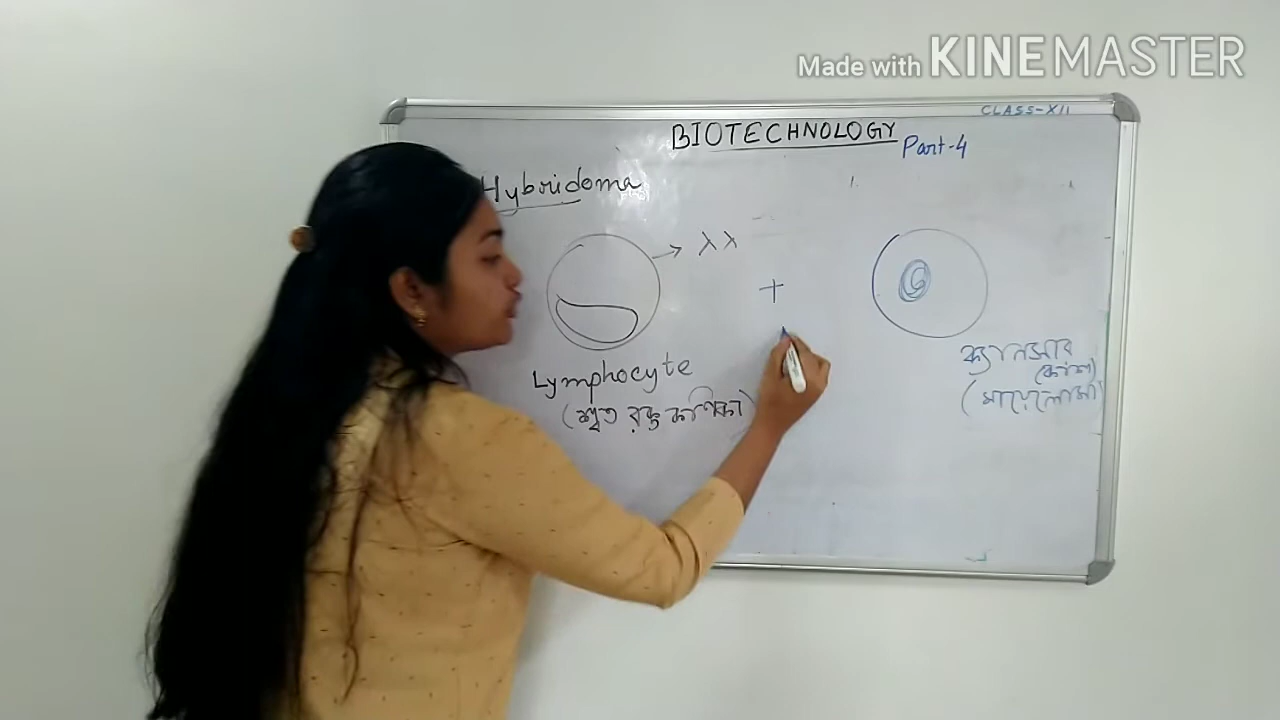 Made with KINEMASTER
CLASS-XII
BIOTECHNOLOGY
Part-4
Hybridoma
+
Lymphocyte
(শ্বেত রক্ত কণিকা)
ক্যানসার
(কোশ)
(মায়েলোমা)